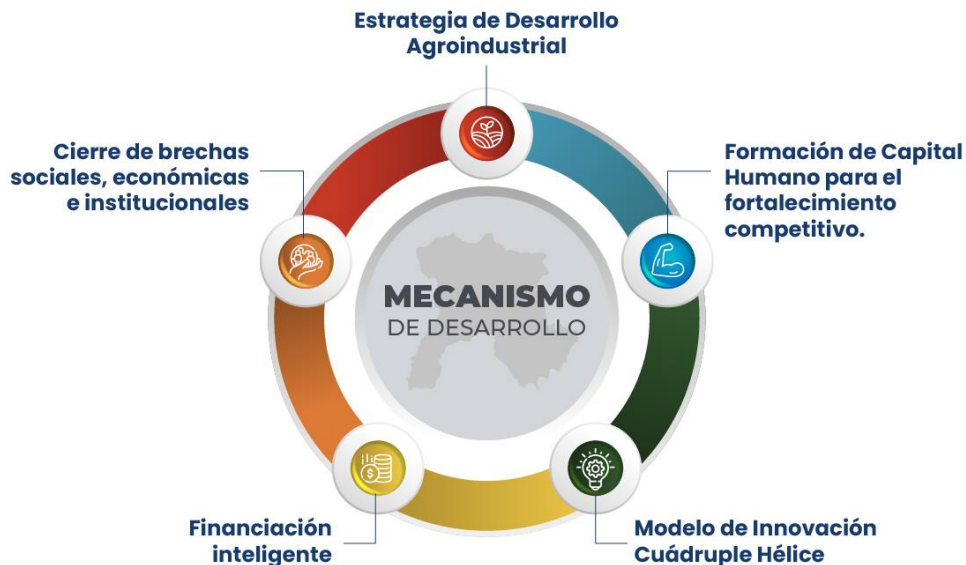 Estrategia de Desarrollo
Agroindustrial
Cierre de brechas
sociales, económicas
e institucionales
Formación de Capital
Humano para el
fortalecimiento
competitivo.
MECANISMO
DE DESARROLLO
Financiación
inteligente
Modelo de Innovación
Cuádruple Hélice